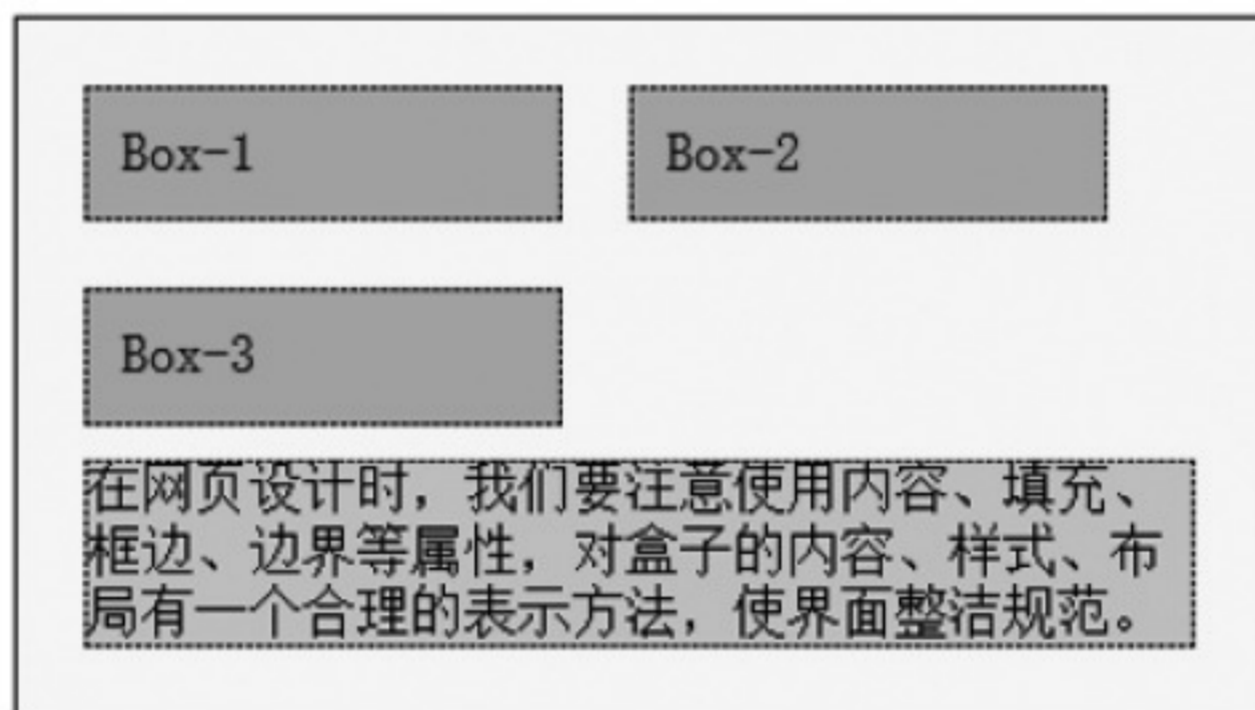 Box-1
Box-2
Box-3
在网页设计时，我们要注意使用内容、填充、
框边、边界等属性，对盒子的内容、样式、布
局有一个合理的表示方法，使界面整洁规范。